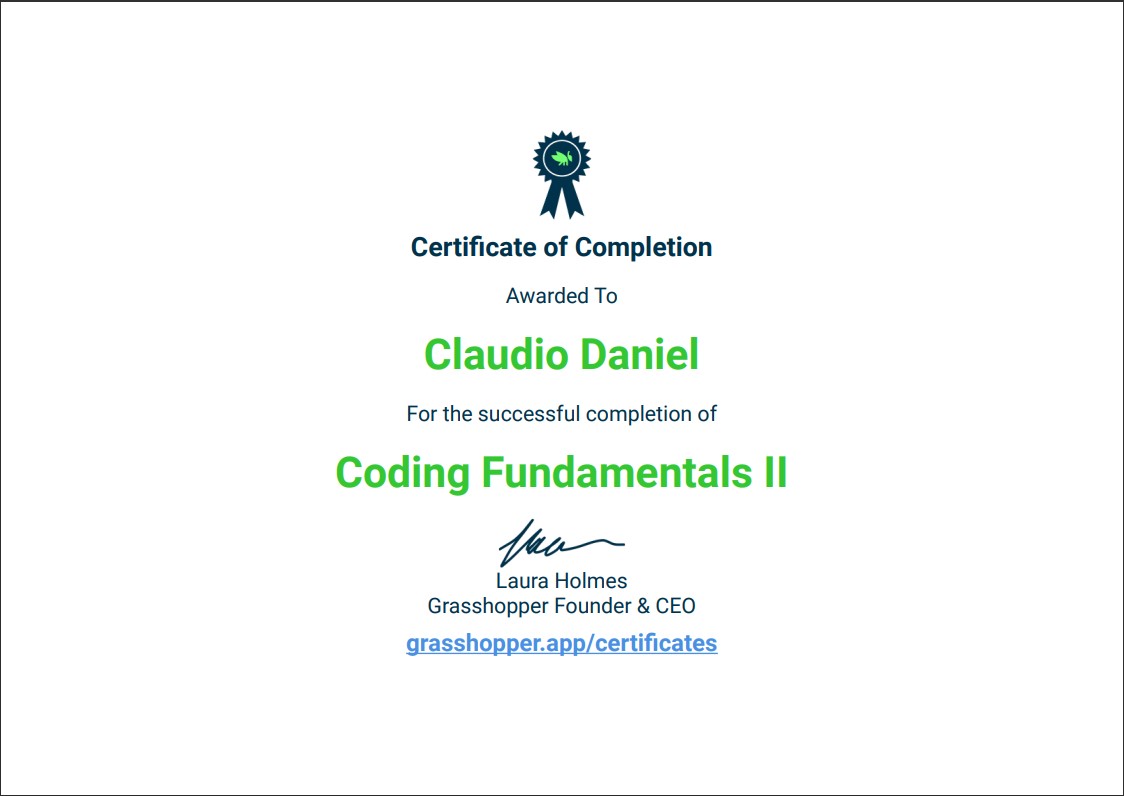 Certificate of Completion
Awarded To
Claudio Daniel
For the successful completion of
Coding Fundamentals II
Laura Holmes
Grasshopper Founder & CEO
grasshopper.app/certificates